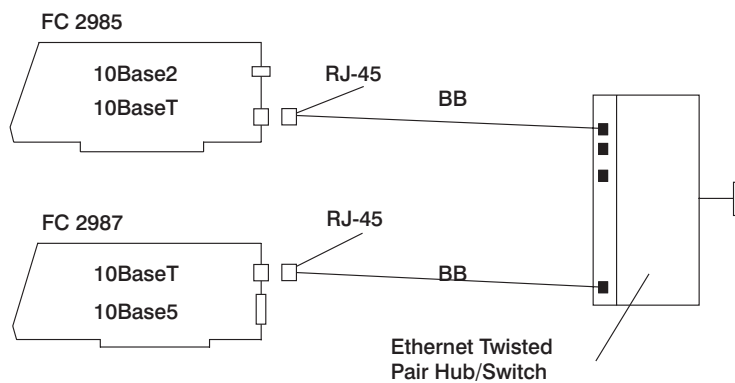 FC 2985
10Base2
10BaseT
RJ-45
BB
FC 2987
10BaseT
10Base5
RJ-45
BB
Ethernet Twisted
Pair Hub/Switch